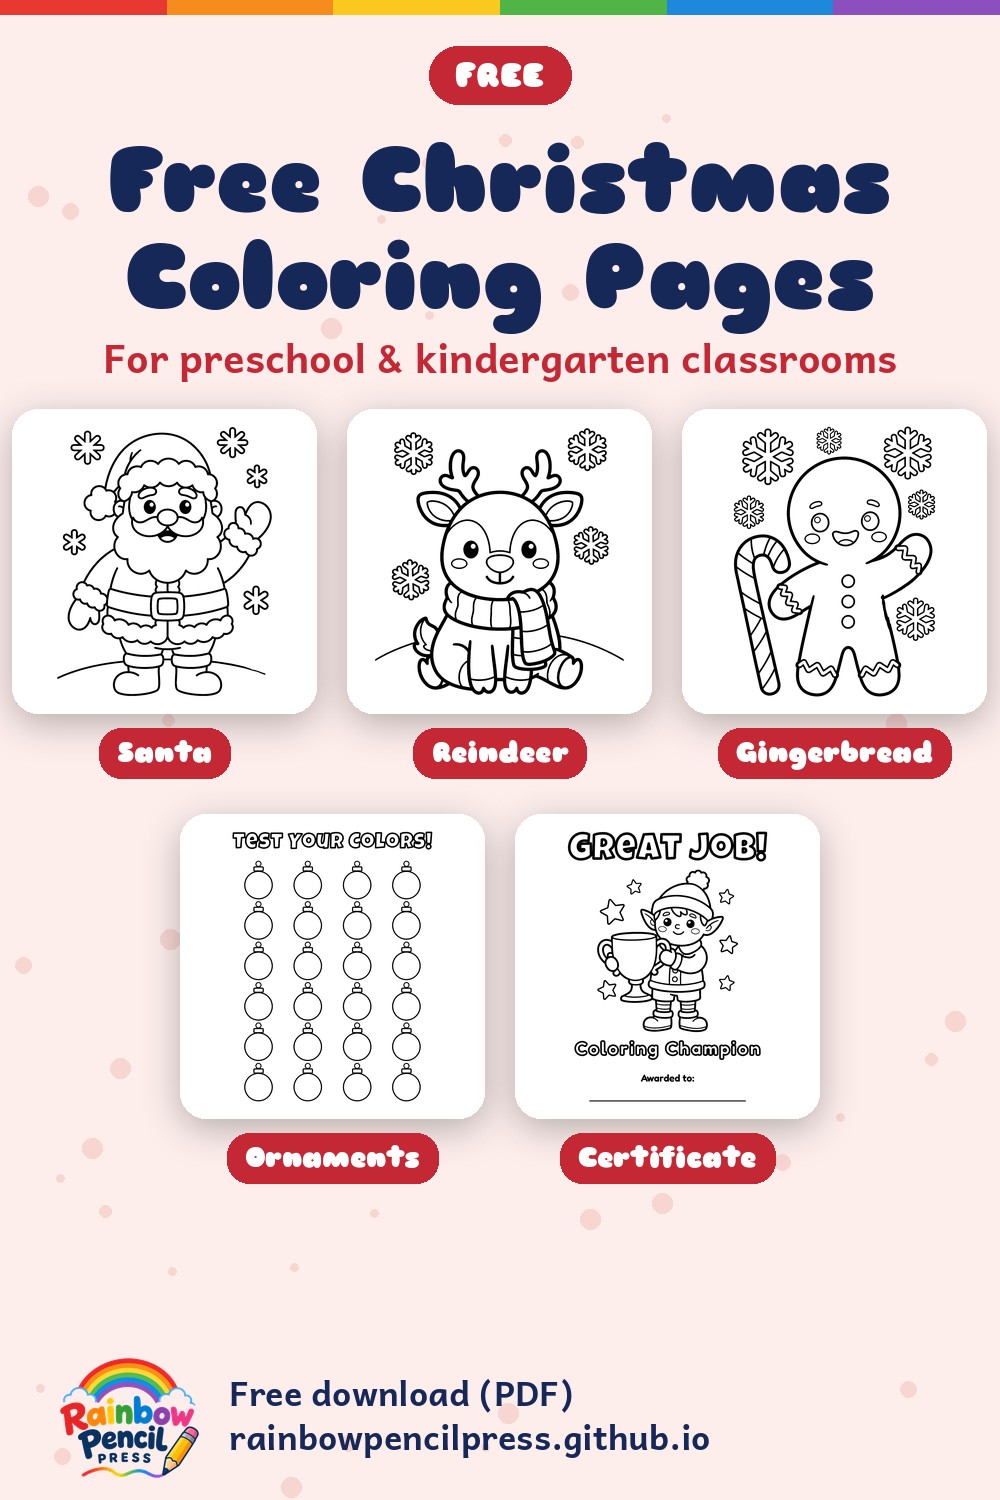 FREE
Free Christmas
Coloring Pages
For preschool & kindergarten classrooms
Santa
Reindeer
Gingerbread
TEST YOUR COLORS!
GREAT JOB!
Coloring Champion
Awarded to:
Ornaments
Certificate
Rainbow
Pencil
PRESS
Free download (PDF)
rainbowpencilpress.github.io